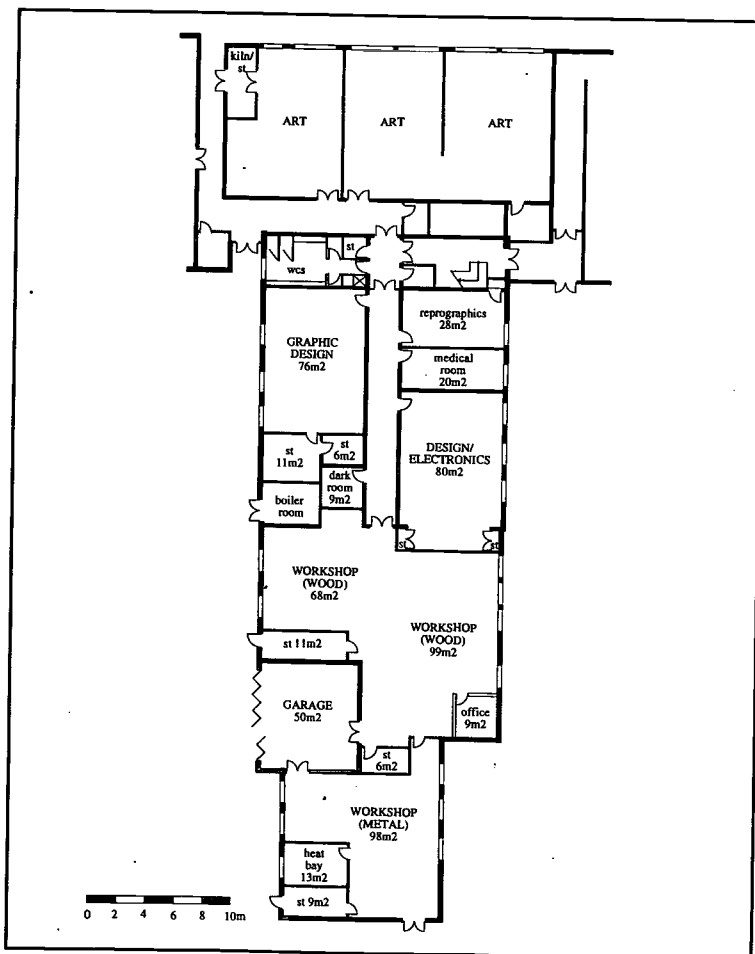 kiln/
st
ART
ART
ART
st
wcs
reprographics
28m2
GRAPHIC
DESIGN
76m2
medical
room
20m2
st
11m2
st
6m2
DESIGN/
ELECTRONICS
80m2
dark
room
9m2
boiler
room
st
st
WORKSHOP
(WOOD)
68m2
WORKSHOP
(WOOD)
99m2
st 11m2
GARAGE
50m2
office
9m2
st
6m2
WORKSHOP
(METAL)
98m2
heat
bay
13m2
st 9m2
0 2 4 6 8 10m